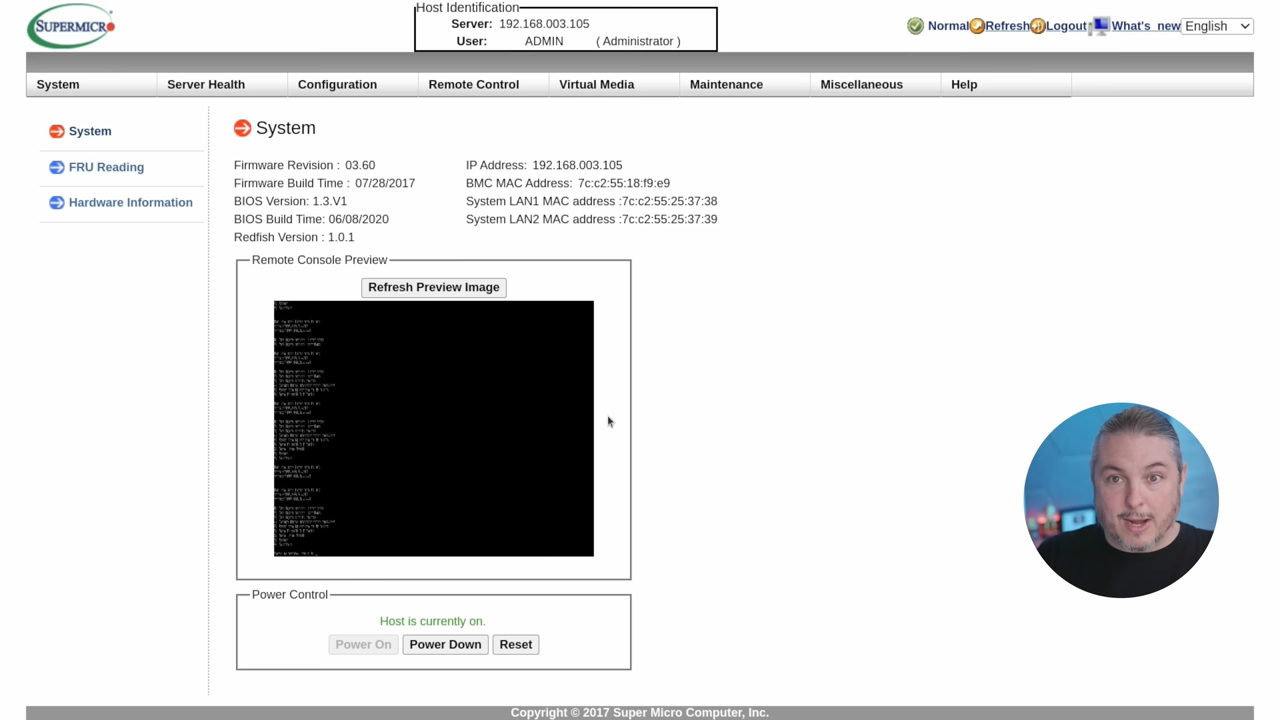 SUPERMICRO
Host Identification
Server: 192.168.003.105
User: ADMIN ( Administrator )
Normal Refresh Logout What's new English
System Server Health Configuration Remote Control Virtual Media Maintenance Miscellaneous Help
System
FRU Reading
Hardware Information
System
Firmware Revision : 03.60 IP Address: 192.168.003.105
Firmware Build Time : 07/28/2017 BMC MAC Address: 7c:c2:55:18:f9:e9
BIOS Version: 1.3.V1 System LAN1 MAC address :7c:c2:55:25:37:38
BIOS Build Time: 06/08/2020 System LAN2 MAC address :7c:c2:55:25:37:39
Redfish Version : 1.0.1
Remote Console Preview
Refresh Preview Image
Power Control
Host is currently on.
Power On Power Down Reset
Copyright © 2017 Super Micro Computer, Inc.